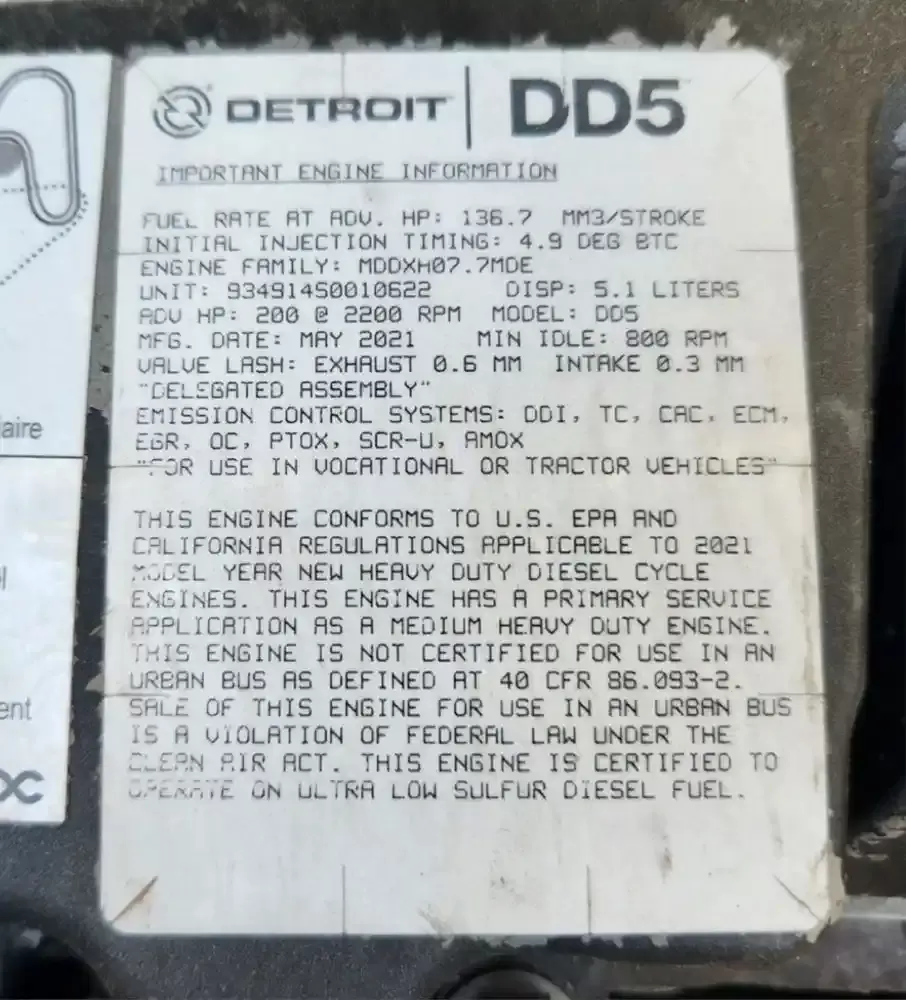 DETROIT | DD5
IMPORTANT ENGINE INFORMATION
FUEL RATE AT ADV. HP: 136.7 MM3/STROKE
INITIAL INJECTION TIMING: 4.9 DEG BTC
ENGINE FAMILY: MDDXH07.7MDE
UNIT: 934914S0010622 DISP: 5.1 LITERS
ADV HP: 200 @ 2200 RPM MODEL: DD5
MFG. DATE: MAY 2021 MIN IDLE: 800 RPM
VALVE LASH: EXHAUST 0.6 MM INTAKE 0.3 MM
"DELEGATED ASSEMBLY"
EMISSION CONTROL SYSTEMS: DDI, TC, CAC, ECM,
EGR, OC, PTOX, SCR-U, AMOX
"FOR USE IN VOCATIONAL OR TRACTOR VEHICLES"
THIS ENGINE CONFORMS TO U.S. EPA AND
CALIFORNIA REGULATIONS APPLICABLE TO 2021
MODEL YEAR NEW HEAVY DUTY DIESEL CYCLE
ENGINES. THIS ENGINE HAS A PRIMARY SERVICE
APPLICATION AS A MEDIUM HEAVY DUTY ENGINE.
THIS ENGINE IS NOT CERTIFIED FOR USE IN AN
URBAN BUS AS DEFINED AT 40 CFR 86.093-2.
SALE OF THIS ENGINE FOR USE IN AN URBAN BUS
IS A VIOLATION OF FEDERAL LAW UNDER THE
CLEAN AIR ACT. THIS ENGINE IS CERTIFIED TO
OPERATE ON ULTRA LOW SULFUR DIESEL FUEL.